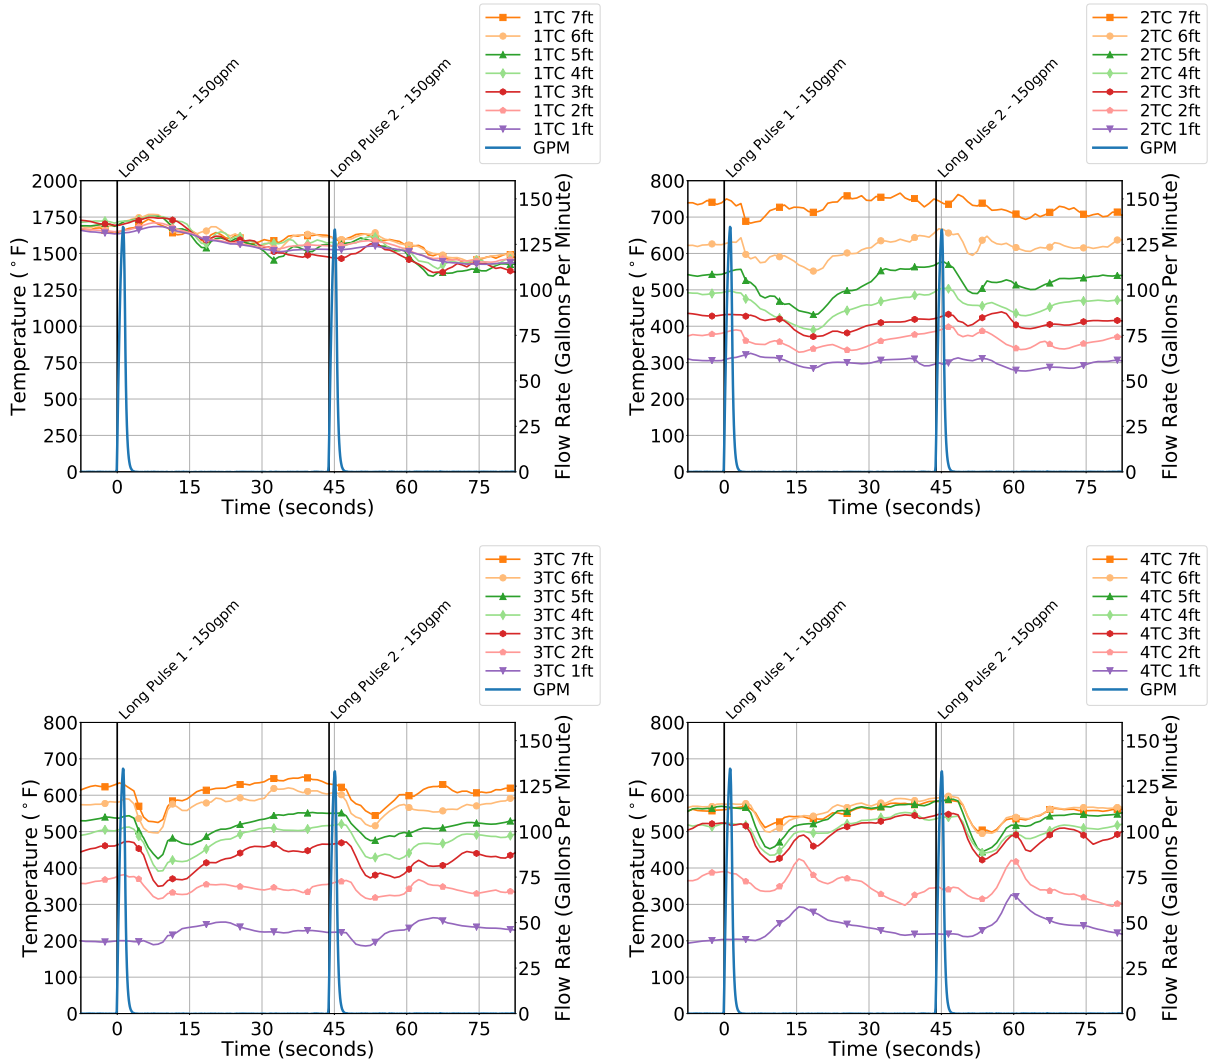 1TC 7ft
1TC 6ft
1TC 5ft
1TC 4ft
1TC 3ft
1TC 2ft
1TC 1ft
GPM
Long Pulse 1 - 150gpm
Long Pulse 2 - 150gpm
Temperature (°F)
2000
1750
1500
1250
1000
750
500
250
0
0 15 30 45 60 75
Time (seconds)
150
125
100
75
50
25
0
Flow Rate (Gallons Per Minute)
2TC 7ft
2TC 6ft
2TC 5ft
2TC 4ft
2TC 3ft
2TC 2ft
2TC 1ft
GPM
Long Pulse 1 - 150gpm
Long Pulse 2 - 150gpm
Temperature (°F)
800
700
600
500
400
300
200
100
0
0 15 30 45 60 75
Time (seconds)
150
125
100
75
50
25
0
Flow Rate (Gallons Per Minute)
3TC 7ft
3TC 6ft
3TC 5ft
3TC 4ft
3TC 3ft
3TC 2ft
3TC 1ft
GPM
Long Pulse 1 - 150gpm
Long Pulse 2 - 150gpm
Temperature (°F)
800
700
600
500
400
300
200
100
0
0 15 30 45 60 75
Time (seconds)
150
125
100
75
50
25
0
Flow Rate (Gallons Per Minute)
4TC 7ft
4TC 6ft
4TC 5ft
4TC 4ft
4TC 3ft
4TC 2ft
4TC 1ft
GPM
Long Pulse 1 - 150gpm
Long Pulse 2 - 150gpm
Temperature (°F)
800
700
600
500
400
300
200
100
0
0 15 30 45 60 75
Time (seconds)
150
125
100
75
50
25
0
Flow Rate (Gallons Per Minute)